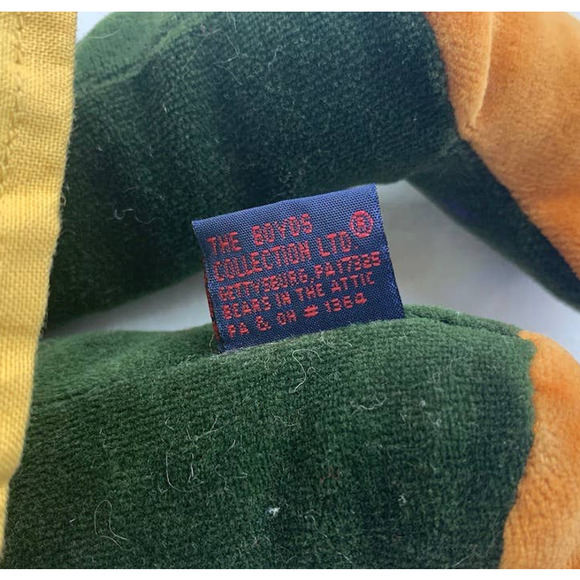 THE BOYDS
COLLECTION LTD®
GETTYSBURG, PA 17325
BEARS IN THE ATTIC
PA & OH # 1364